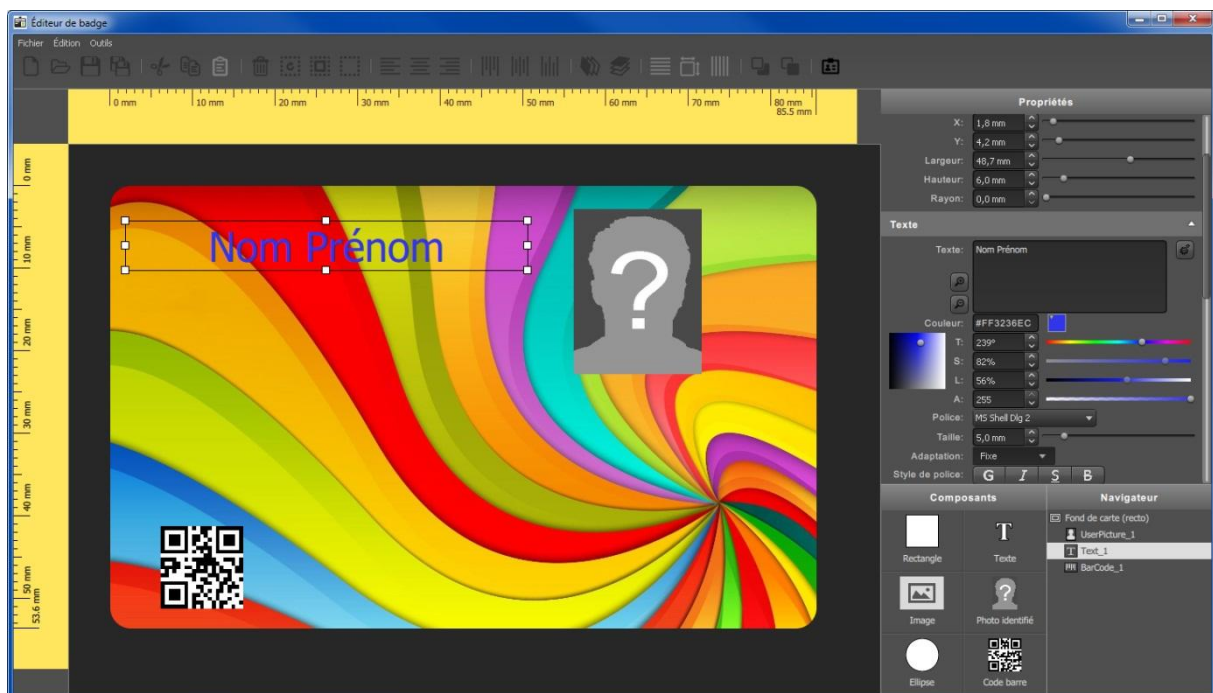 Éditeur de badge
Fichier Édition Outils
0 mm 10 mm 20 mm 30 mm 40 mm 50 mm 60 mm 70 mm 80 mm
85.5 mm
0 mm
10 mm
20 mm
30 mm
40 mm
50 mm
53.6 mm
Nom Prénom
?
Propriétés
X: 1,8 mm
Y: 4,2 mm
Largeur: 48,7 mm
Hauteur: 6,0 mm
Rayon: 0,0 mm
Texte
Texte: Nom Prénom
Couleur: #FF3236EC
T: 239°
S: 82%
L: 56%
A: 255
Police: MS Shell Dlg 2
Taille: 5,0 mm
Adaptation: Fixe
Style de police: G I S B
Composants
Rectangle
T
Texte
Image
?
Photo identifié
Ellipse
Code barre
Navigateur
Fond de carte (recto)
UserPicture_1
T Text_1
BarCode_1